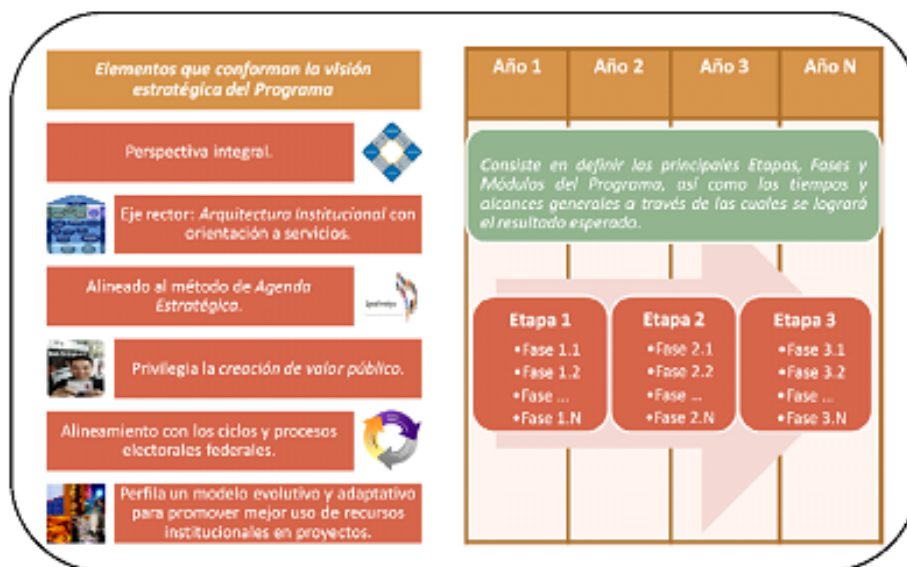 Elementos que conforman la visión
estratégica del Programa
Perspectiva integral.
Eje rector: Arquitectura Institucional con
orientación a servicios.
Alineado al método de Agenda
Estratégica.
Privilegia la creación de valor público.
Alineamiento con los ciclos y procesos
electorales federales.
Perfila un modelo evolutivo y adaptativo
para promover mejor uso de recursos
institucionales en proyectos.
Año 1 Año 2 Año 3 Año N
Consiste en definir las principales Etapas, Fases y
Módulos del Programa, así como los tiempos y
alcances generales a través de las cuales se logrará
el resultado esperado.
Etapa 1
•Fase 1.1
•Fase 1.2
•Fase ...
•Fase 1.N
Etapa 2
•Fase 2.1
•Fase 2.2
•Fase ...
•Fase 2.N
Etapa 3
•Fase 3.1
•Fase 3.2
•Fase ...
•Fase 3.N